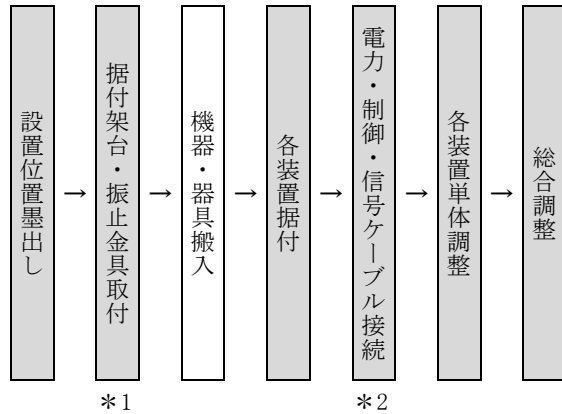 設置位置墨出し
→
据付架台・振止金具取付
→
機器・器具搬入
→
各装置据付
→
電力・制御・信号ケーブル接続
→
各装置単体調整
→
総合調整
＊1
＊2